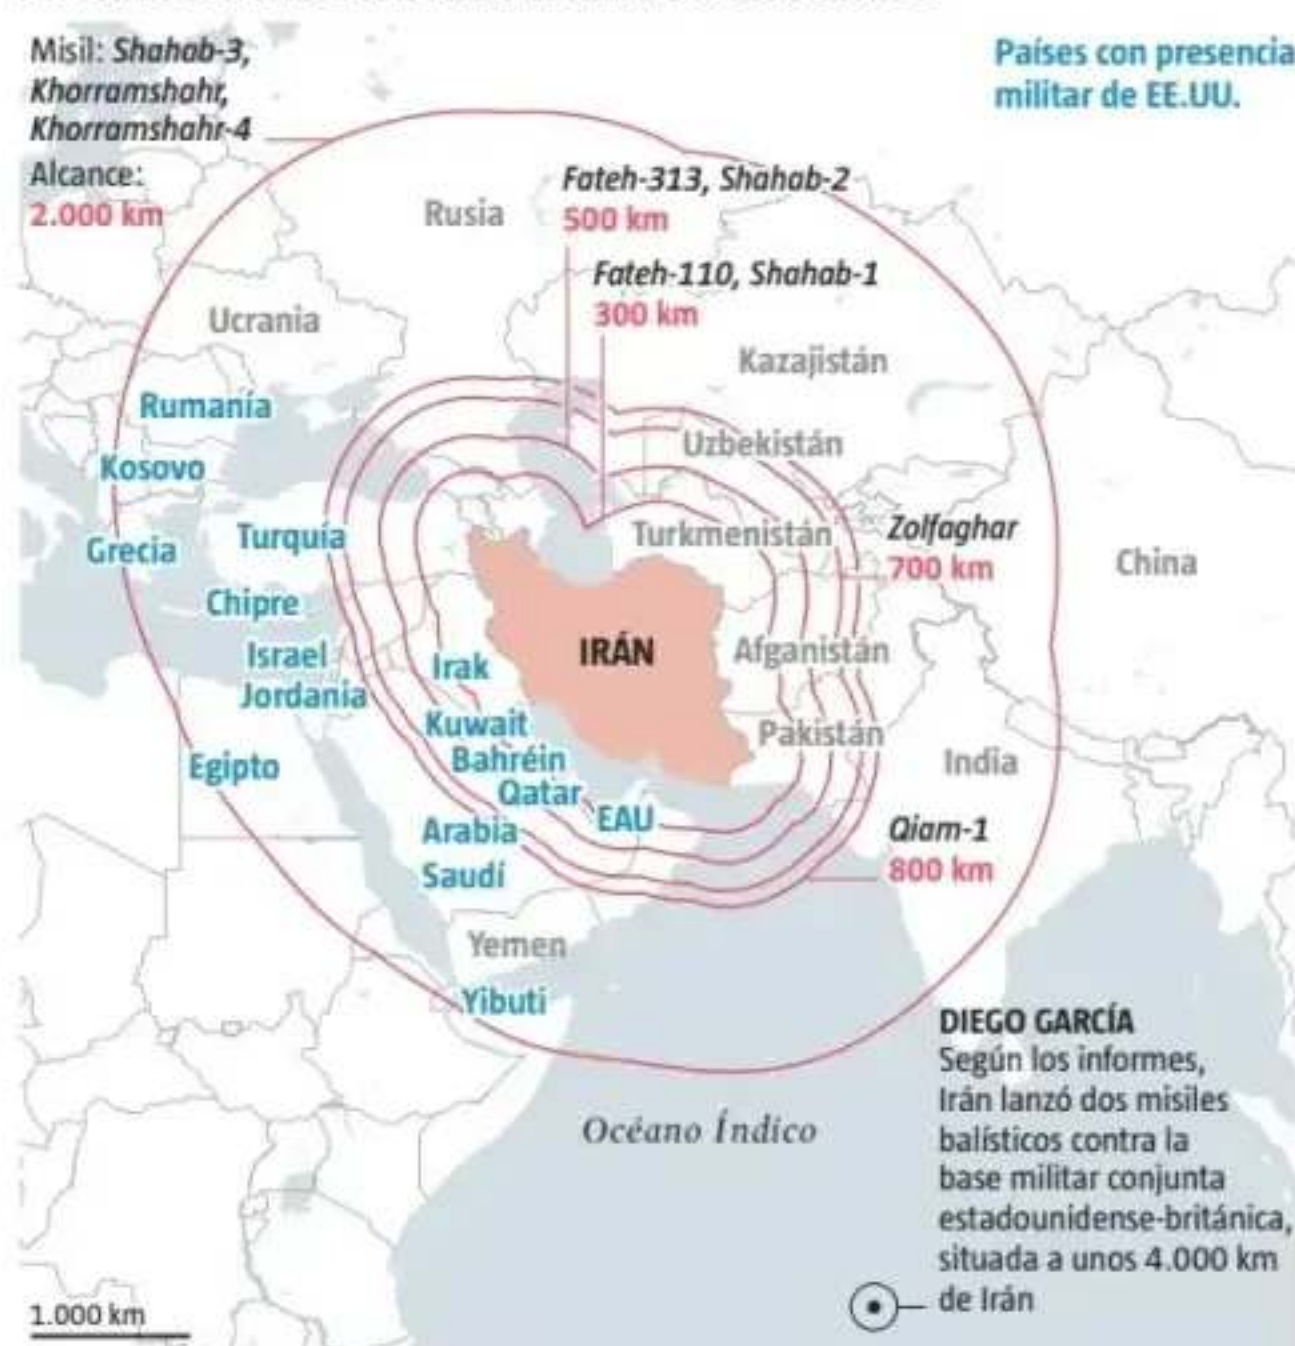 Misil: Shahab-3,
Khorramshahr,
Khorramshahr-4
Alcance:
2.000 km
Países con presencia
militar de EE.UU.
Fateh-313, Shahab-2
500 km
Fateh-110, Shahab-1
300 km
Rusia
Ucrania
Kazajistán
Rumanía
Uzbekistán
Kosovo
Grecia
Turquía
Turkmenistán
Zolfaghar
700 km
China
Chipre
Israel
Jordania
Irak
IRÁN
Afganistán
Kuwait
Pakistán
Bahréin
Egipto
India
Qatar
EAU
Arabia
Saudí
Qiam-1
800 km
Yemen
Yibuti
DIEGO GARCÍA
Según los informes,
Irán lanzó dos misiles
balísticos contra la
base militar conjunta
estadounidense-británica,
situada a unos 4.000 km
de Irán
Océano Índico
1.000 km